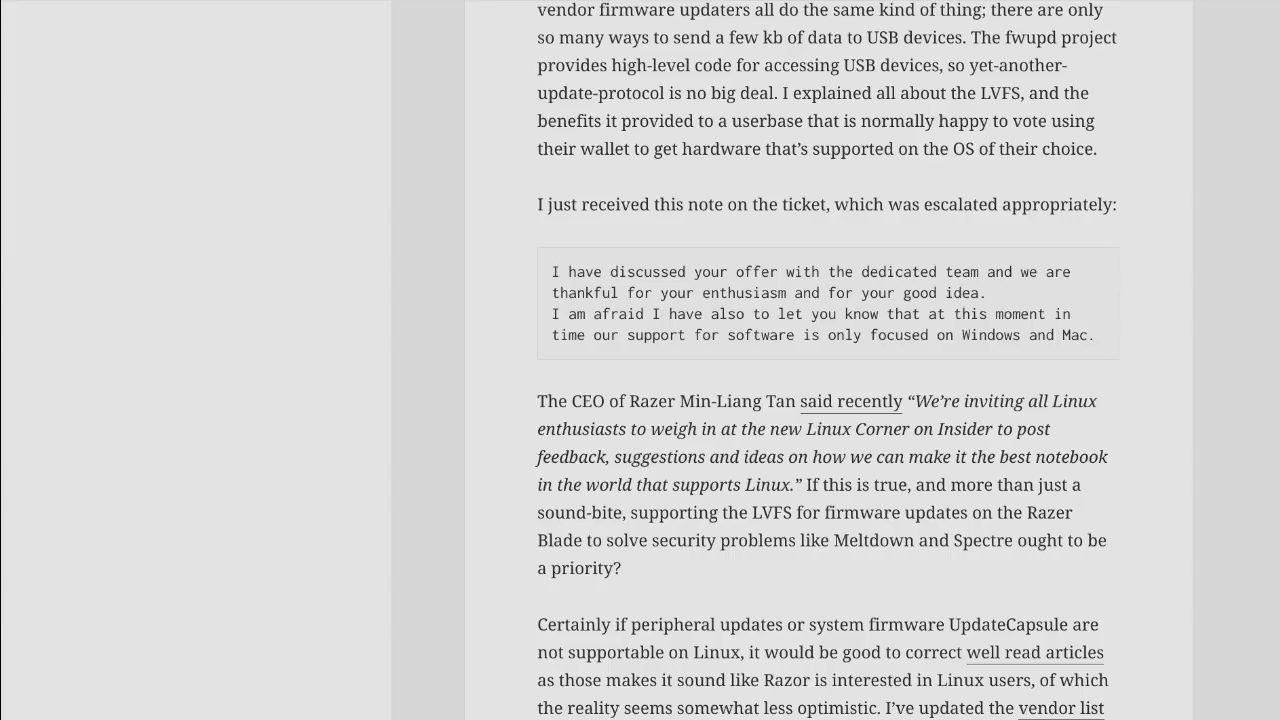 vendor firmware updaters all do the same kind of thing; there are only
so many ways to send a few kb of data to USB devices. The fwupd project
provides high-level code for accessing USB devices, so yet-another-
update-protocol is no big deal. I explained all about the LVFS, and the
benefits it provided to a userbase that is normally happy to vote using
their wallet to get hardware that’s supported on the OS of their choice.
I just received this note on the ticket, which was escalated appropriately:
I have discussed your offer with the dedicated team and we are
thankful for your enthusiasm and for your good idea.
I am afraid I have also to let you know that at this moment in
time our support for software is only focused on Windows and Mac.
The CEO of Razer Min-Liang Tan said recently “We’re inviting all Linux
enthusiasts to weigh in at the new Linux Corner on Insider to post
feedback, suggestions and ideas on how we can make it the best notebook
in the world that supports Linux.” If this is true, and more than just a
sound-bite, supporting the LVFS for firmware updates on the Razer
Blade to solve security problems like Meltdown and Spectre ought to be
a priority?
Certainly if peripheral updates or system firmware UpdateCapsule are
not supportable on Linux, it would be good to correct well read articles
as those makes it sound like Razor is interested in Linux users, of which
the reality seems somewhat less optimistic. I’ve updated the vendor list